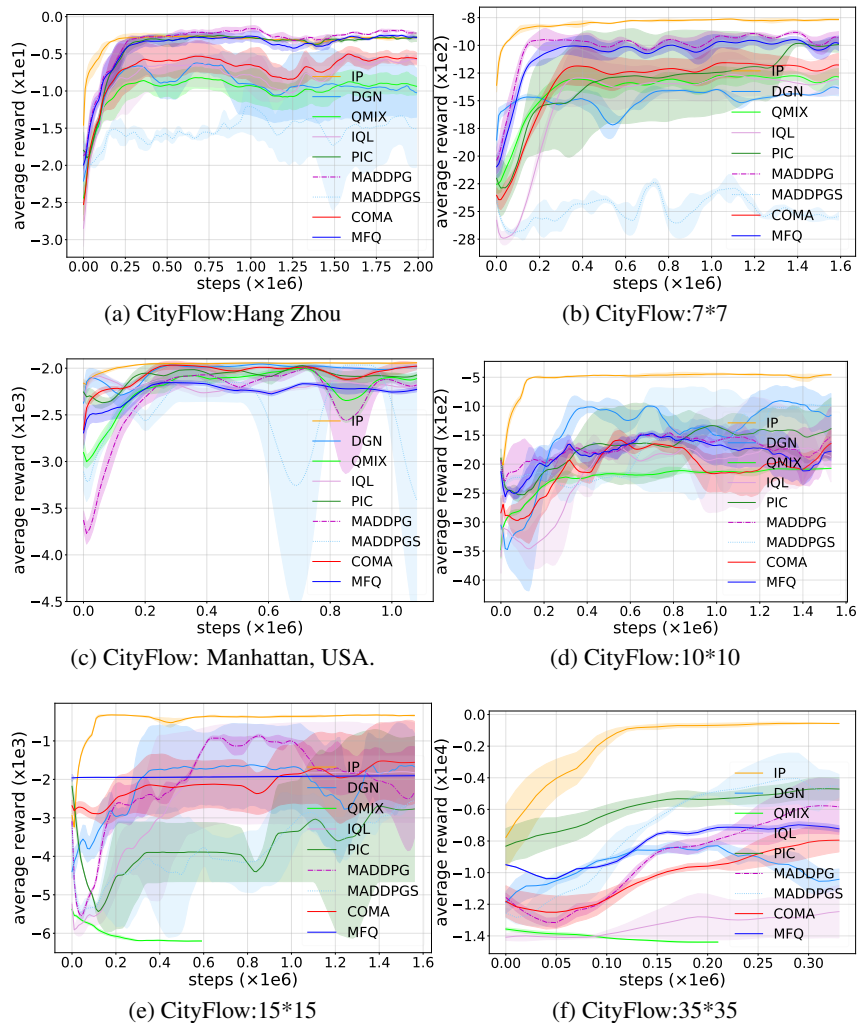 0.0
−0.5
−1.0
−1.5
−2.0
−2.5
−3.0
average reward (×1e1)
0.00 0.25 0.50 0.75 1.00 1.25 1.50 1.75 2.00
steps (×1e6)
IP
DGN
QMIX
IQL
PIC
MADDPG
MADDPGS
COMA
MFQ
(a) CityFlow:Hang Zhou
−8
−10
−12
−15
−18
−20
−22
−25
−28
average reward (×1e2)
0.0 0.2 0.4 0.6 0.8 1.0 1.2 1.4 1.6
steps (×1e6)
IP
DGN
QMIX
IQL
PIC
MADDPG
MADDPGS
COMA
MFQ
(b) CityFlow:7*7
−2.0
−2.5
−3.0
−3.5
−4.0
−4.5
average reward (×1e3)
0.0 0.2 0.4 0.6 0.8 1.0
steps (×1e6)
IP
DGN
QMIX
IQL
PIC
MADDPG
MADDPGS
COMA
MFQ
(c) CityFlow: Manhattan, USA.
−5
−10
−15
−20
−25
−30
−35
−40
average reward (×1e2)
0.0 0.2 0.4 0.6 0.8 1.0 1.2 1.4
steps (×1e6)
IP
DGN
QMIX
IQL
PIC
MADDPG
MADDPGS
COMA
MFQ
(d) CityFlow:10*10
−1
−2
−3
−4
−5
−6
average reward (×1e3)
0.0 0.2 0.4 0.6 0.8 1.0 1.2 1.4 1.6
steps (×1e6)
IP
DGN
QMIX
IQL
PIC
MADDPG
MADDPGS
COMA
MFQ
(e) CityFlow:15*15
0.0
−0.2
−0.4
−0.6
−0.8
−1.0
−1.2
−1.4
average reward (×1e4)
0.00 0.05 0.10 0.15 0.20 0.25 0.30
steps (×1e6)
IP
DGN
QMIX
IQL
PIC
MADDPG
MADDPGS
COMA
MFQ
(f) CityFlow:35*35